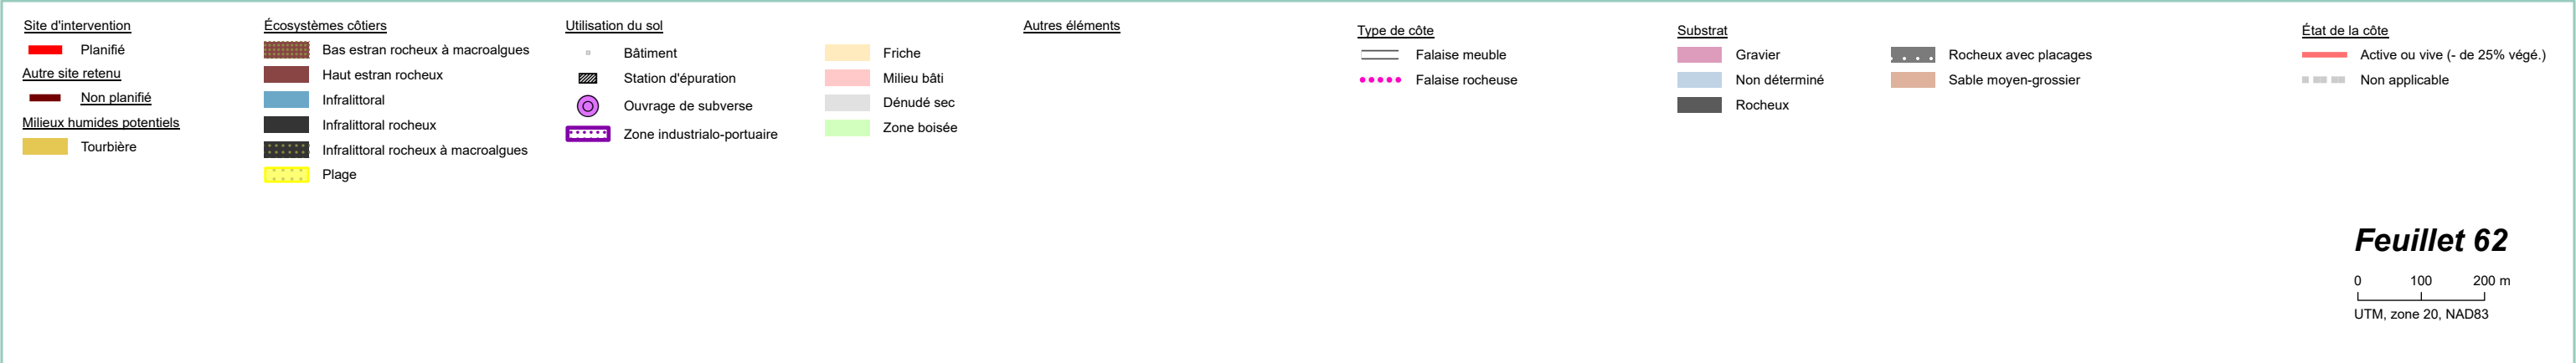 Site d'intervention
Planifié
Autre site retenu
Non planifié
Milieux humides potentiels
Tourbière
Écosystèmes côtiers
Bas estran rocheux à macroalgues
Haut estran rocheux
Infralittoral
Infralittoral rocheux
Infralittoral rocheux à macroalgues
Plage
Utilisation du sol
Bâtiment
Station d'épuration
Ouvrage de subverse
Zone industrialo-portuaire
Friche
Milieu bâti
Dénudé sec
Zone boisée
Autres éléments
Type de côte
Falaise meuble
Falaise rocheuse
Substrat
Gravier
Non déterminé
Rocheux
Rocheux avec placages
Sable moyen-grossier
État de la côte
Active ou vive (- de 25% végé.)
Non applicable
Feuillet 62
0 100 200 m
UTM, zone 20, NAD83